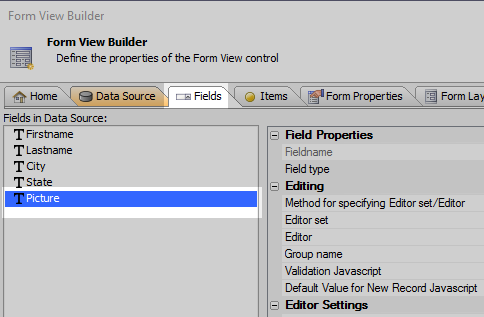 Form View Builder
Form View Builder
Define the properties of the Form View control
Home Data Source Fields Items Form Properties Form Lay
Fields in Data Source:
Firstname
Lastname
City
State
Picture
Field Properties
Fieldname
Field type
Editing
Method for specifying Editor set/Editor
Editor set
Editor
Group name
Validation Javascript
Default Value for New Record Javascript
Editor Settings